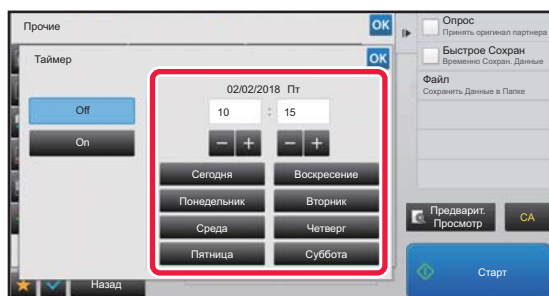 Прочие
OK
Таймер
OK
Off
On
02/02/2018 Пт
10 : 15
Сегодня Воскресение
Понедельник Вторник
Среда Четверг
Пятница Суббота
Назад
Опрос
Принять оригинал партнера
Быстрое Сохран
Временно Сохран. Данные
Файл
Сохранить Данные в Папке
Предварит.
Просмотр
CA
Старт